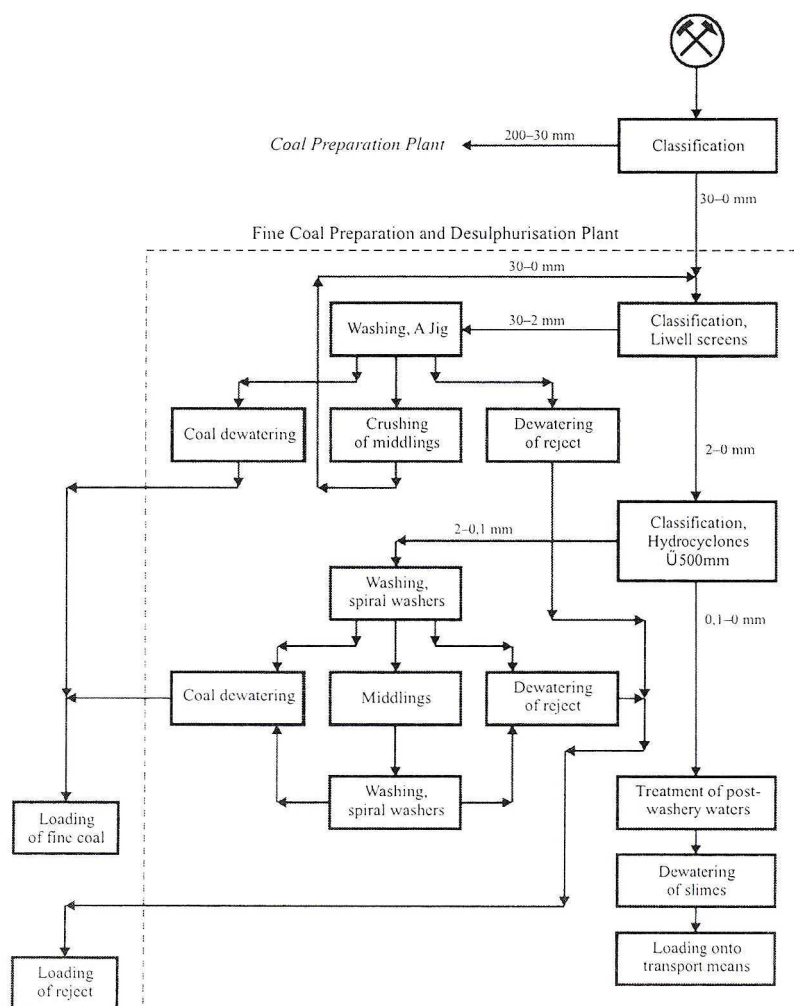 200–30 mm
Coal Preparation Plant
Classification
30–0 mm
Fine Coal Preparation and Desulphurisation Plant
30–0 mm
Washing, A Jig
30–2 mm
Classification,
Liwell screens
Coal dewatering
Crushing
of middlings
Dewatering
of reject
2–0 mm
2–0,1 mm
Classification,
Hydrocyclones
Ü500mm
Washing,
spiral washers
0,1–0 mm
Coal dewatering
Middlings
Dewatering
of reject
Washing,
spiral washers
Treatment of post-
washery waters
Loading
of fine coal
Dewatering
of slimes
Loading onto
transport means
Loading
of reject